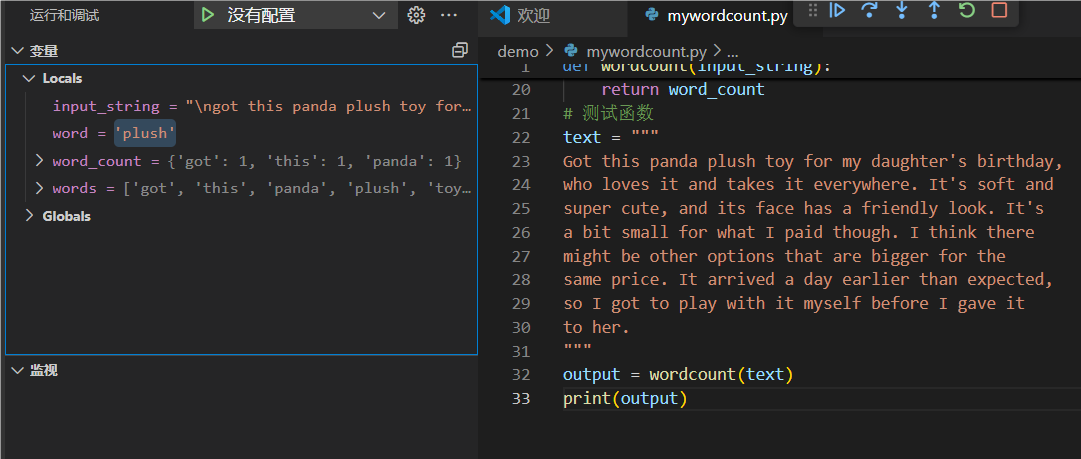 运行和调试
没有配置
变量
Locals
input_string = "\ngot this panda plush toy for...
word = 'plush'
word_count = {'got': 1, 'this': 1, 'panda': 1}
words = ['got', 'this', 'panda', 'plush', 'toy...
Globals
监视
欢迎
mywordcount.py
demo > mywordcount.py > ...
1 def wordcount(input_string):
20 return word_count
21 # 测试函数
22 text = """
23 Got this panda plush toy for my daughter's birthday,
24 who loves it and takes it everywhere. It's soft and
25 super cute, and its face has a friendly look. It's
26 a bit small for what I paid though. I think there
27 might be other options that are bigger for the
28 same price. It arrived a day earlier than expected,
29 so I got to play with it myself before I gave it
30 to her.
31 """
32 output = wordcount(text)
33 print(output)